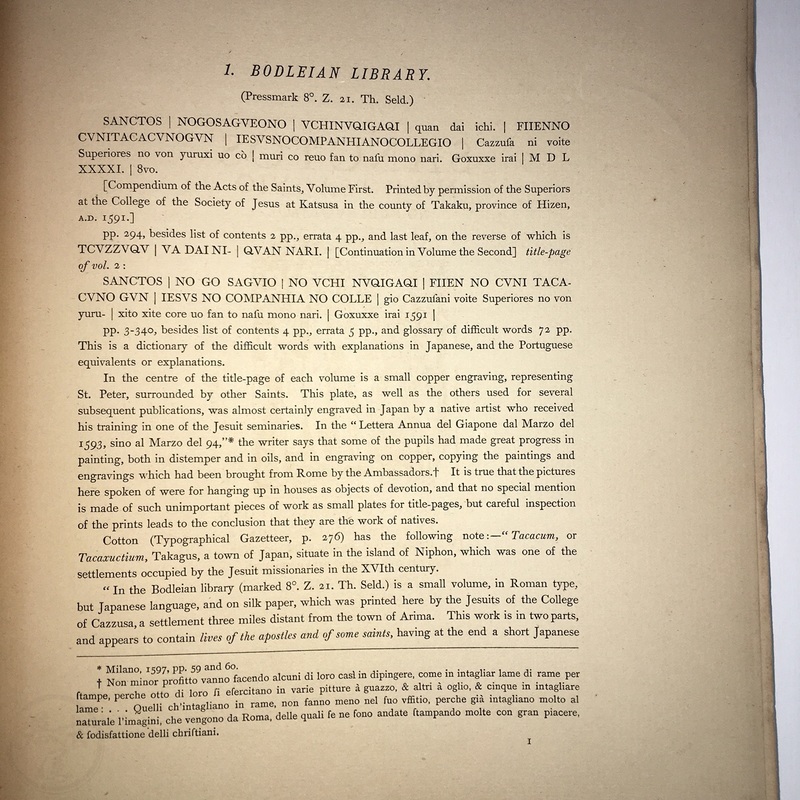 1. BODLEIAN LIBRARY.
(Pressmark 8°. Z. 21. Th. Seld.)
SANCTOS | NOGOSAGVEONO | VCHINVQIGAQI | quan dai ichi. | FIIENNO
CVNITACACVNOGVN | IESVSNOCOMPANHIANOCOLLEGIO | Cazzuſa ni voite
Superiores no von yuruxi uo cò | muri co reuo fan to naſu mono nari. Goxuxxe irai | M D L
XXXXI. | 8vo.
[Compendium of the Acts of the Saints, Volume First. Printed by permission of the Superiors
at the College of the Society of Jesus at Katsusa in the county of Takaku, province of Hizen,
A.D. 1591.]
pp. 294, besides list of contents 2 pp., errata 4 pp., and last leaf, on the reverse of which is
TCVZZVQV | VA DAI NI- | QVAN NARI. | [Continuation in Volume the Second] title-page
of vol. 2 :
SANCTOS | NO GO SAGVIO | NO VCHI NVQIGAQI | FIIEN NO CVNI TACA-
CVNO GVN | IESVS NO COMPANHIA NO COLLE | gio Cazzuſani voite Superiores no von
yuru- | xito xite core uo fan to naſu mono nari. | Goxuxxe irai 1591 |
pp. 3-340, besides list of contents 4 pp., errata 5 pp., and glossary of difficult words 72 pp.
This is a dictionary of the difficult words with explanations in Japanese, and the Portuguese
equivalents or explanations.
In the centre of the title-page of each volume is a small copper engraving, representing
St. Peter, surrounded by other Saints. This plate, as well as the others used for several
subsequent publications, was almost certainly engraved in Japan by a native artist who received
his training in one of the Jesuit seminaries. In the “ Lettera Annua del Giapone dal Marzo del
1593, sino al Marzo del 94,”* the writer says that some of the pupils had made great progress in
painting, both in distemper and in oils, and in engraving on copper, copying the paintings and
engravings which had been brought from Rome by the Ambassadors.† It is true that the pictures
here spoken of were for hanging up in houses as objects of devotion, and that no special mention
is made of such unimportant pieces of work as small plates for title-pages, but careful inspection
of the prints leads to the conclusion that they are the work of natives.
Cotton (Typographical Gazetteer, p. 276) has the following note:—“ Tacacum, or
Tacaxuctium, Takagus, a town of Japan, situate in the island of Niphon, which was one of the
settlements occupied by the Jesuit missionaries in the XVIth century.
“ In the Bodleian library (marked 8°. Z. 21. Th. Seld.) is a small volume, in Roman type,
but Japanese language, and on silk paper, which was printed here by the Jesuits of the College
of Cazzusa, a settlement three miles distant from the town of Arima. This work is in two parts,
and appears to contain lives of the apostles and of some saints, having at the end a short Japanese
* Milano, 1597, pp. 59 and 60.
† Non minor profitto vanno facendo alcuni di loro casì in dipingere, come in intagliar lame di rame per
ſtampe, perche otto di loro ſi eſercitano in varie pitture à guazzo, & altri à oglio, & cinque in intagliare
lame : . . . Quelli ch'intagliano in rame, non fanno meno nel ſuo vffitio, perche già intagliano molto al
naturale l'imagini, che vengono da Roma, delle quali ſe ne ſono andate ſtampando molte con gran piacere,
& ſodisfattione delli chriſtiani.
1